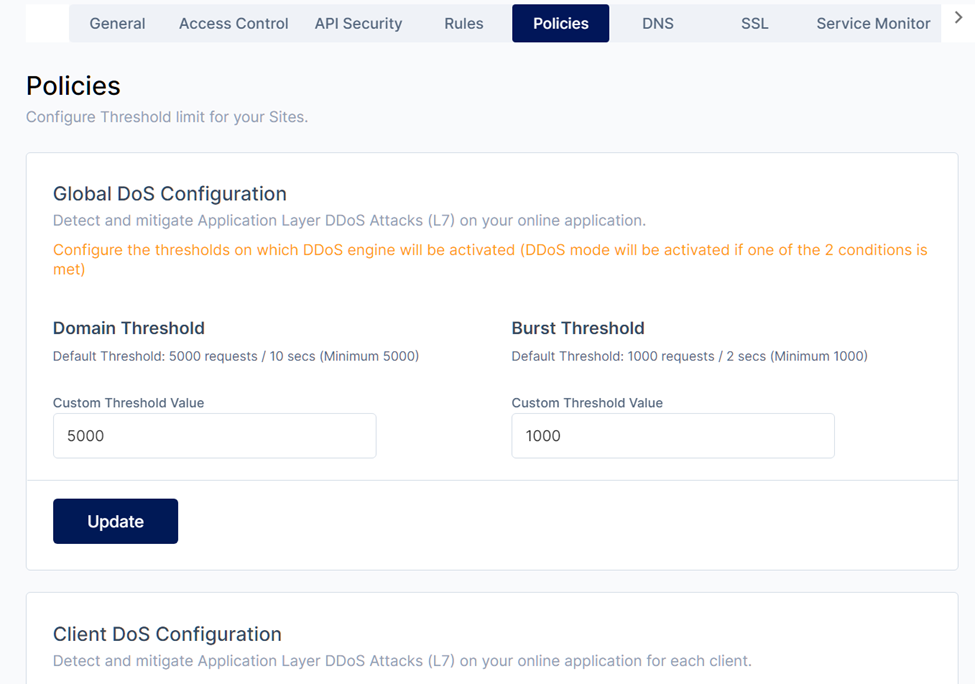 General Access Control API Security Rules Policies DNS SSL Service Monitor
Policies
Configure Threshold limit for your Sites.
Global DoS Configuration
Detect and mitigate Application Layer DDoS Attacks (L7) on your online application.
Configure the thresholds on which DDoS engine will be activated (DDoS mode will be activated if one of the 2 conditions is
met)
Domain Threshold
Default Threshold: 5000 requests / 10 secs (Minimum 5000)
Custom Threshold Value
5000
Burst Threshold
Default Threshold: 1000 requests / 2 secs (Minimum 1000)
Custom Threshold Value
1000
Update
Client DoS Configuration
Detect and mitigate Application Layer DDoS Attacks (L7) on your online application for each client.